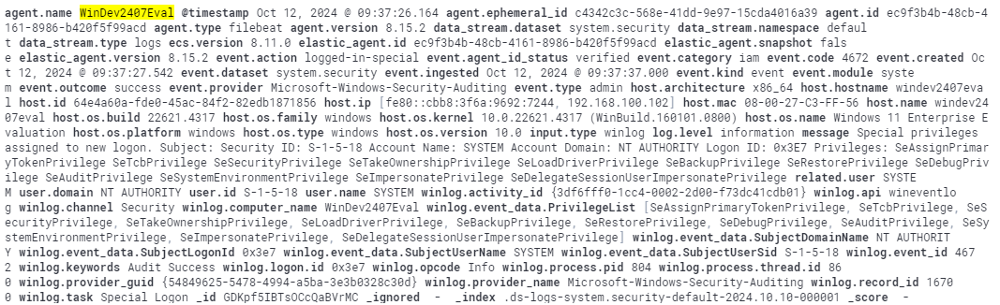 agent.name WinDev2407Eval @timestamp Oct 12, 2024 @ 09:37:26.164 agent.ephemeral_id c4342c3c-568e-41dd-9e97-15cda4016a39 agent.id ec9f3b4b-48cb-4
161-8986-b420f5f99acd agent.type filebeat agent.version 8.15.2 data_stream.dataset system.security data_stream.namespace defaul
t data_stream.type logs ecs.version 8.11.0 elastic_agent.id ec9f3b4b-48cb-4161-8986-b420f5f99acd elastic_agent.snapshot fals
e elastic_agent.version 8.15.2 event.action logged-in-special event.agent_id_status verified event.category iam event.code 4672 event.created Oc
t 12, 2024 @ 09:37:27.542 event.dataset system.security event.ingested Oct 12, 2024 @ 09:37:37.000 event.kind event event.module syste
m event.outcome success event.provider Microsoft-Windows-Security-Auditing event.type admin host.architecture x86_64 host.hostname windev2407eva
l host.id 64e4a60a-fde0-45ac-84f2-82edb1871856 host.ip [fe80::cbb8:3f6a:9692:7244, 192.168.100.102] host.mac 08-00-27-C3-FF-56 host.name windev24
07eval host.os.build 22621.4317 host.os.family windows host.os.kernel 10.0.22621.4317 (WinBuild.160101.0800) host.os.name Windows 11 Enterprise E
valuation host.os.platform windows host.os.type windows host.os.version 10.0 input.type winlog log.level information message Special privileges
assigned to new logon. Subject: Security ID: S-1-5-18 Account Name: SYSTEM Account Domain: NT AUTHORITY Logon ID: 0x3E7 Privileges: SeAssignPrimar
yTokenPrivilege SeTcbPrivilege SeSecurityPrivilege SeTakeOwnershipPrivilege SeLoadDriverPrivilege SeBackupPrivilege SeRestorePrivilege SeDebugPriv
ilege SeAuditPrivilege SeSystemEnvironmentPrivilege SeImpersonatePrivilege SeDelegateSessionUserImpersonatePrivilege related.user SYSTE
M user.domain NT AUTHORITY user.id S-1-5-18 user.name SYSTEM winlog.activity_id {3df6fff0-1cc4-0002-2d00-f73dc41cdb01} winlog.api wineventlo
g winlog.channel Security winlog.computer_name WinDev2407Eval winlog.event_data.PrivilegeList [SeAssignPrimaryTokenPrivilege, SeTcbPrivilege, SeS
ecurityPrivilege, SeTakeOwnershipPrivilege, SeLoadDriverPrivilege, SeBackupPrivilege, SeRestorePrivilege, SeDebugPrivilege, SeAuditPrivilege, SeSy
stemEnvironmentPrivilege, SeImpersonatePrivilege, SeDelegateSessionUserImpersonatePrivilege] winlog.event_data.SubjectDomainName NT AUTHORIT
Y winlog.event_data.SubjectLogonId 0x3e7 winlog.event_data.SubjectUserName SYSTEM winlog.event_data.SubjectUserSid S-1-5-18 winlog.event_id 467
2 winlog.keywords Audit Success winlog.logon.id 0x3e7 winlog.opcode Info winlog.process.pid 804 winlog.process.thread.id 86
0 winlog.provider_guid {54849625-5478-4994-a5ba-3e3b0328c30d} winlog.provider_name Microsoft-Windows-Security-Auditing winlog.record_id 1670
0 winlog.task Special Logon _id GDKpf5IBTsOCcQaBVrMC _ignored - _index .ds-logs-system.security-default-2024.10.10-000001 _score -